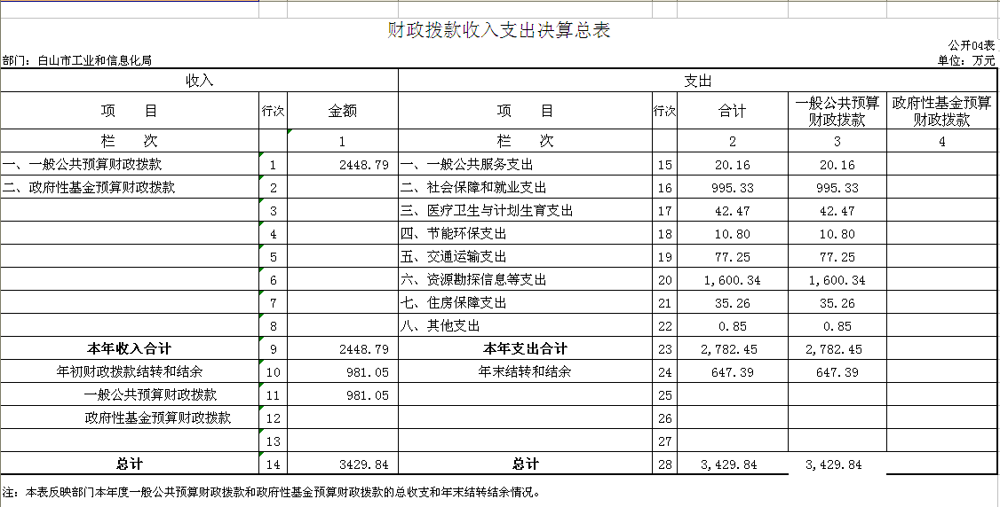 财政拨款收入支出决算总表
公开04表
部门：白山市工业和信息化局 单位：万元
收入 支出
项 目 行次 金额 项 目 行次 合计 一般公共预算财政拨款 政府性基金预算财政拨款
栏 次 1 栏 次 2 3 4
一、一般公共预算财政拨款 1 2448.79 一、一般公共服务支出 15 20.16 20.16
二、政府性基金预算财政拨款 2 二、社会保障和就业支出 16 995.33 995.33
3 三、医疗卫生与计划生育支出 17 42.47 42.47
4 四、节能环保支出 18 10.80 10.80
5 五、交通运输支出 19 77.25 77.25
6 六、资源勘探信息等支出 20 1,600.34 1,600.34
7 七、住房保障支出 21 35.26 35.26
8 八、其他支出 22 0.85 0.85
本年收入合计 9 2448.79 本年支出合计 23 2,782.45 2,782.45
年初财政拨款结转和结余 10 981.05 年末结转和结余 24 647.39 647.39
一般公共预算财政拨款 11 981.05 25
政府性基金预算财政拨款 12 26
13 27
总计 14 3429.84 总计 28 3,429.84 3,429.84
注：本表反映部门本年度一般公共预算财政拨款和政府性基金预算财政拨款的总收支和年末结转结余情况。